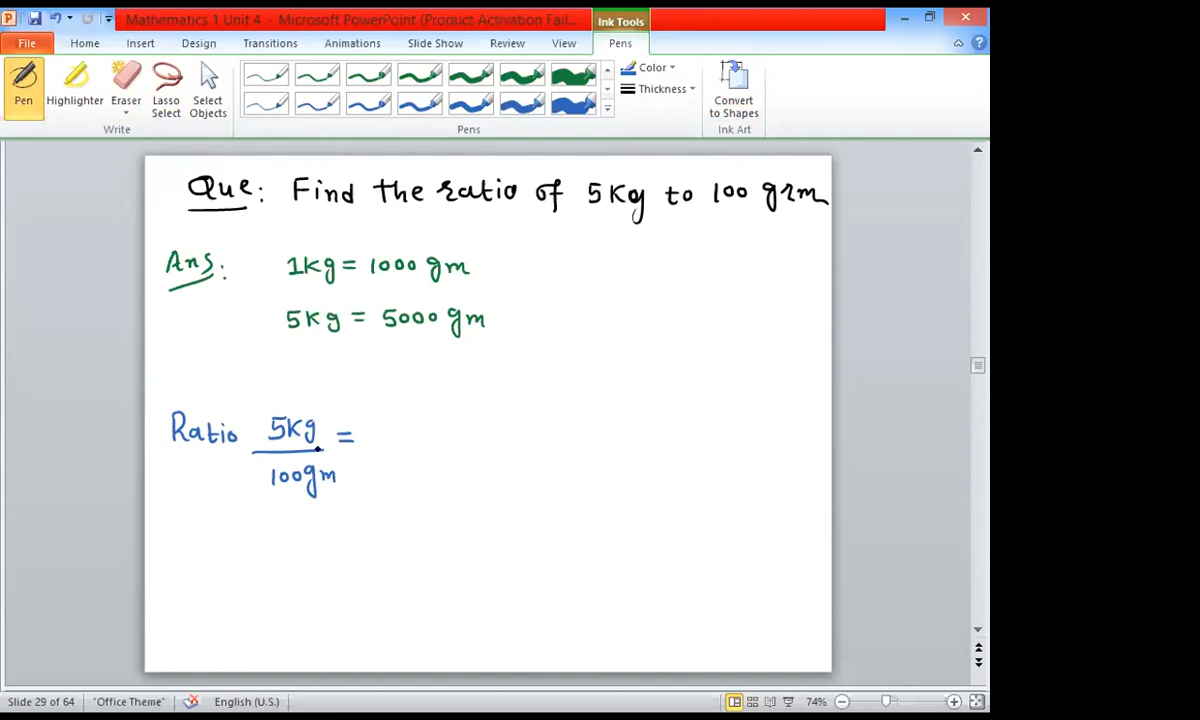 Mathematics 1 Unit 4 - Microsoft PowerPoint (Product Activation Fail...
Ink Tools
File Home Insert Design Transitions Animations Slide Show Review View Pens
Pen Highlighter Eraser Lasso Select Select Objects
Color
Thickness
Convert to Shapes
Write Pens Ink Art
Que: Find the ratio of 5Kg to 100 grm
Ans: 1kg = 1000 gm
5Kg = 5000 gm
Ratio 5Kg =
100gm
Slide 29 of 64 "Office Theme" English (U.S.) 74%